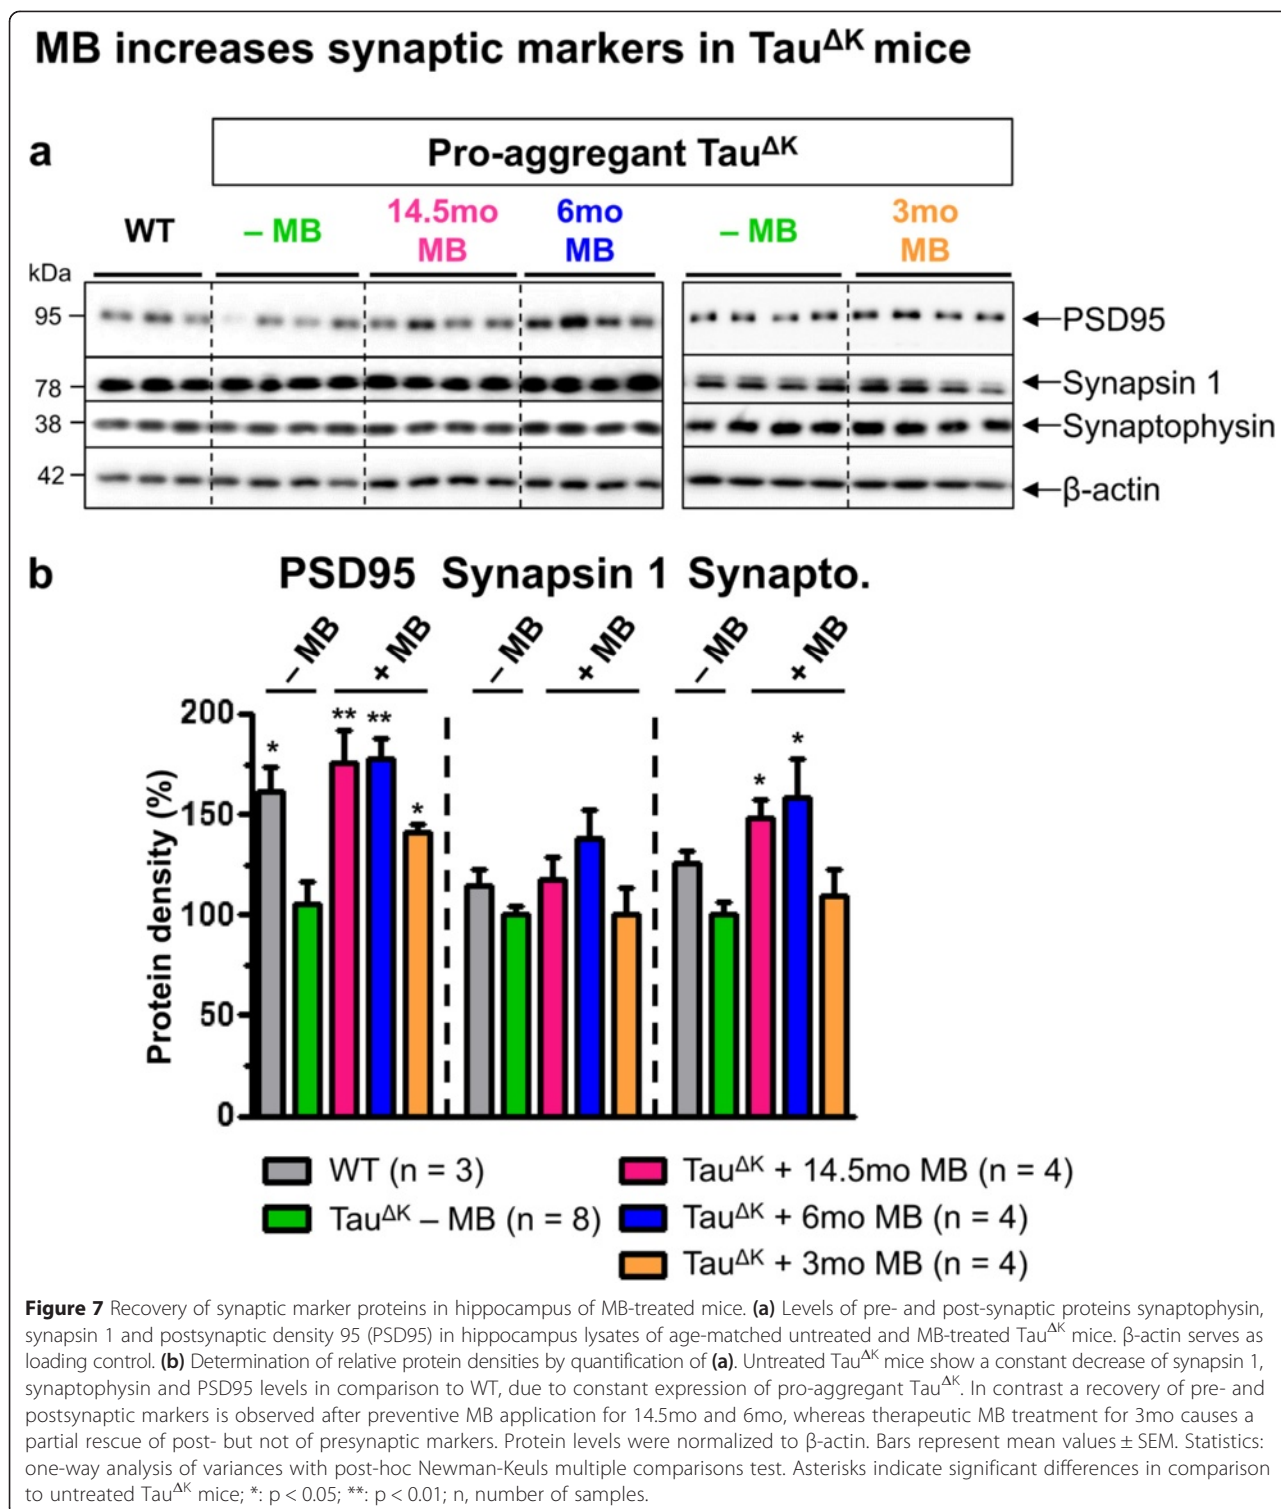 MB increases synaptic markers in Tau^ΔK mice
a
Pro-aggregant Tau^ΔK
WT – MB 14.5mo MB 6mo MB – MB 3mo MB
kDa
95 PSD95
78 Synapsin 1
38 Synaptophysin
42 β-actin
b PSD95 Synapsin 1 Synapto.
– MB + MB – MB + MB – MB + MB
Protein density (%)
200
150
100
50
0
* ** ** * * *
WT (n = 3)
Tau^ΔK – MB (n = 8)
Tau^ΔK + 14.5mo MB (n = 4)
Tau^ΔK + 6mo MB (n = 4)
Tau^ΔK + 3mo MB (n = 4)
Figure 7 Recovery of synaptic marker proteins in hippocampus of MB-treated mice. (a) Levels of pre- and post-synaptic proteins synaptophysin,
synapsin 1 and postsynaptic density 95 (PSD95) in hippocampus lysates of age-matched untreated and MB-treated Tau^ΔK mice. β-actin serves as
loading control. (b) Determination of relative protein densities by quantification of (a). Untreated Tau^ΔK mice show a constant decrease of synapsin 1,
synaptophysin and PSD95 levels in comparison to WT, due to constant expression of pro-aggregant Tau^ΔK. In contrast a recovery of pre- and
postsynaptic markers is observed after preventive MB application for 14.5mo and 6mo, whereas therapeutic MB treatment for 3mo causes a
partial rescue of post- but not of presynaptic markers. Protein levels were normalized to β-actin. Bars represent mean values ± SEM. Statistics:
one-way analysis of variances with post-hoc Newman-Keuls multiple comparisons test. Asterisks indicate significant differences in comparison
to untreated Tau^ΔK mice; *: p < 0.05; **: p < 0.01; n, number of samples.